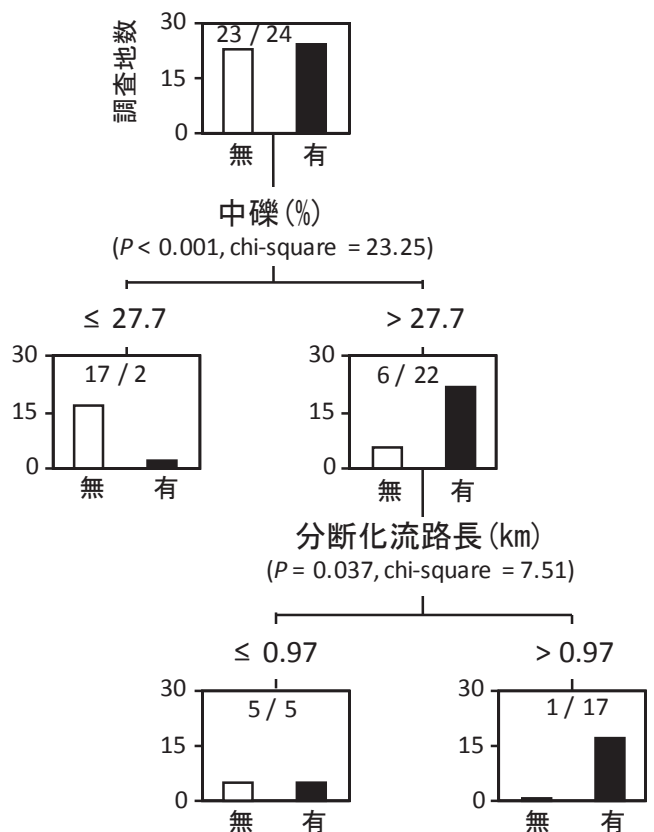 調査地数
30
15
0
23 / 24
無 有
中礫(%)
(P < 0.001, chi-square = 23.25)
≤ 27.7 > 27.7
30
15
0
17 / 2
無 有
30
15
0
6 / 22
無 有
分断化流路長(km)
(P = 0.037, chi-square = 7.51)
≤ 0.97 > 0.97
30
15
0
5 / 5
無 有
30
15
0
1 / 17
無 有